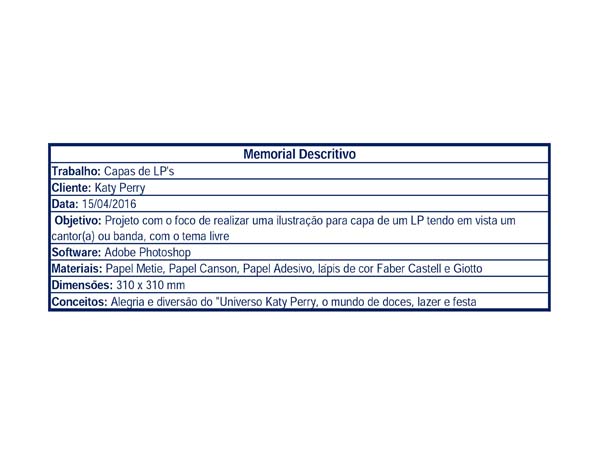 Memorial Descritivo
Trabalho: Capas de LP's
Cliente: Katy Perry
Data: 15/04/2016
Objetivo: Projeto com o foco de realizar uma ilustração para capa de um LP tendo em vista um
cantor(a) ou banda, com o tema livre
Software: Adobe Photoshop
Materiais: Papel Metie, Papel Canson, Papel Adesivo, lápis de cor Faber Castell e Giotto
Dimensões: 310 x 310 mm
Conceitos: Alegria e diversão do "Universo Katy Perry, o mundo de doces, lazer e festa